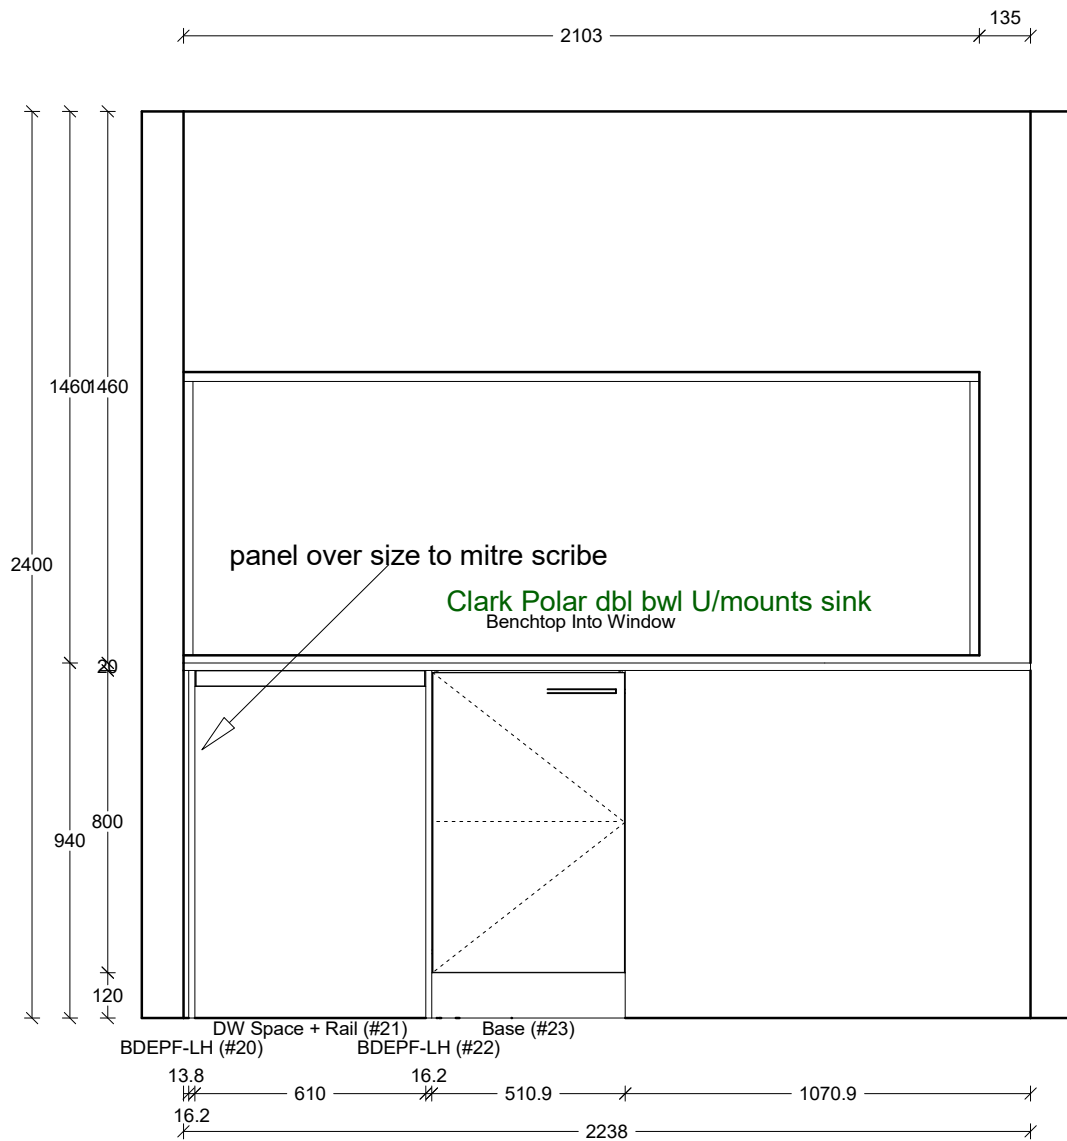 135
2103
1460
1460
2400
panel over size to mitre scribe
Clark Polar dbl bwl U/mounts sink
Benchtop Into Window
20
800
940
120
DW Space + Rail (#21)
Base (#23)
BDEPF-LH (#20)
BDEPF-LH (#22)
13.8
16.2
610
510.9
1070.9
16.2
2238